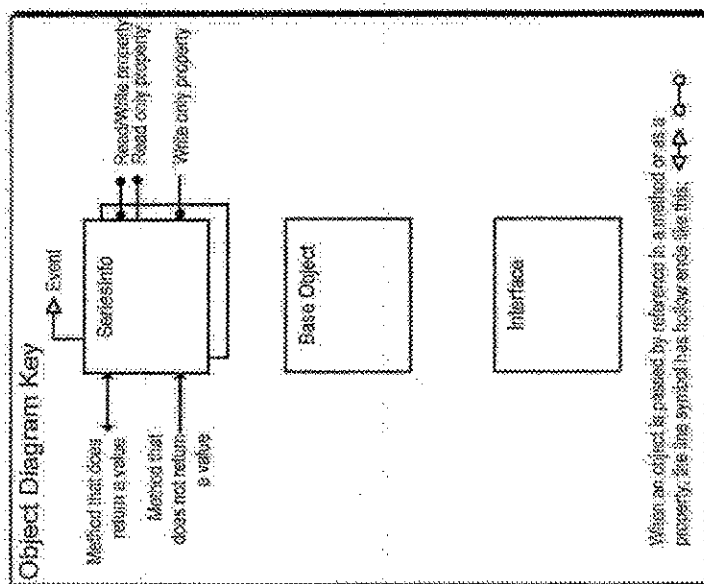 Object Diagram Key
Event
SeriesInfo
Method that does
return a value
Method that
does not return
a value
Read/Write property
Read only property
Write only property
Base Object
Interface
When an object is passed by reference in a method or as a
property, the line symbol has hollow ends like this: